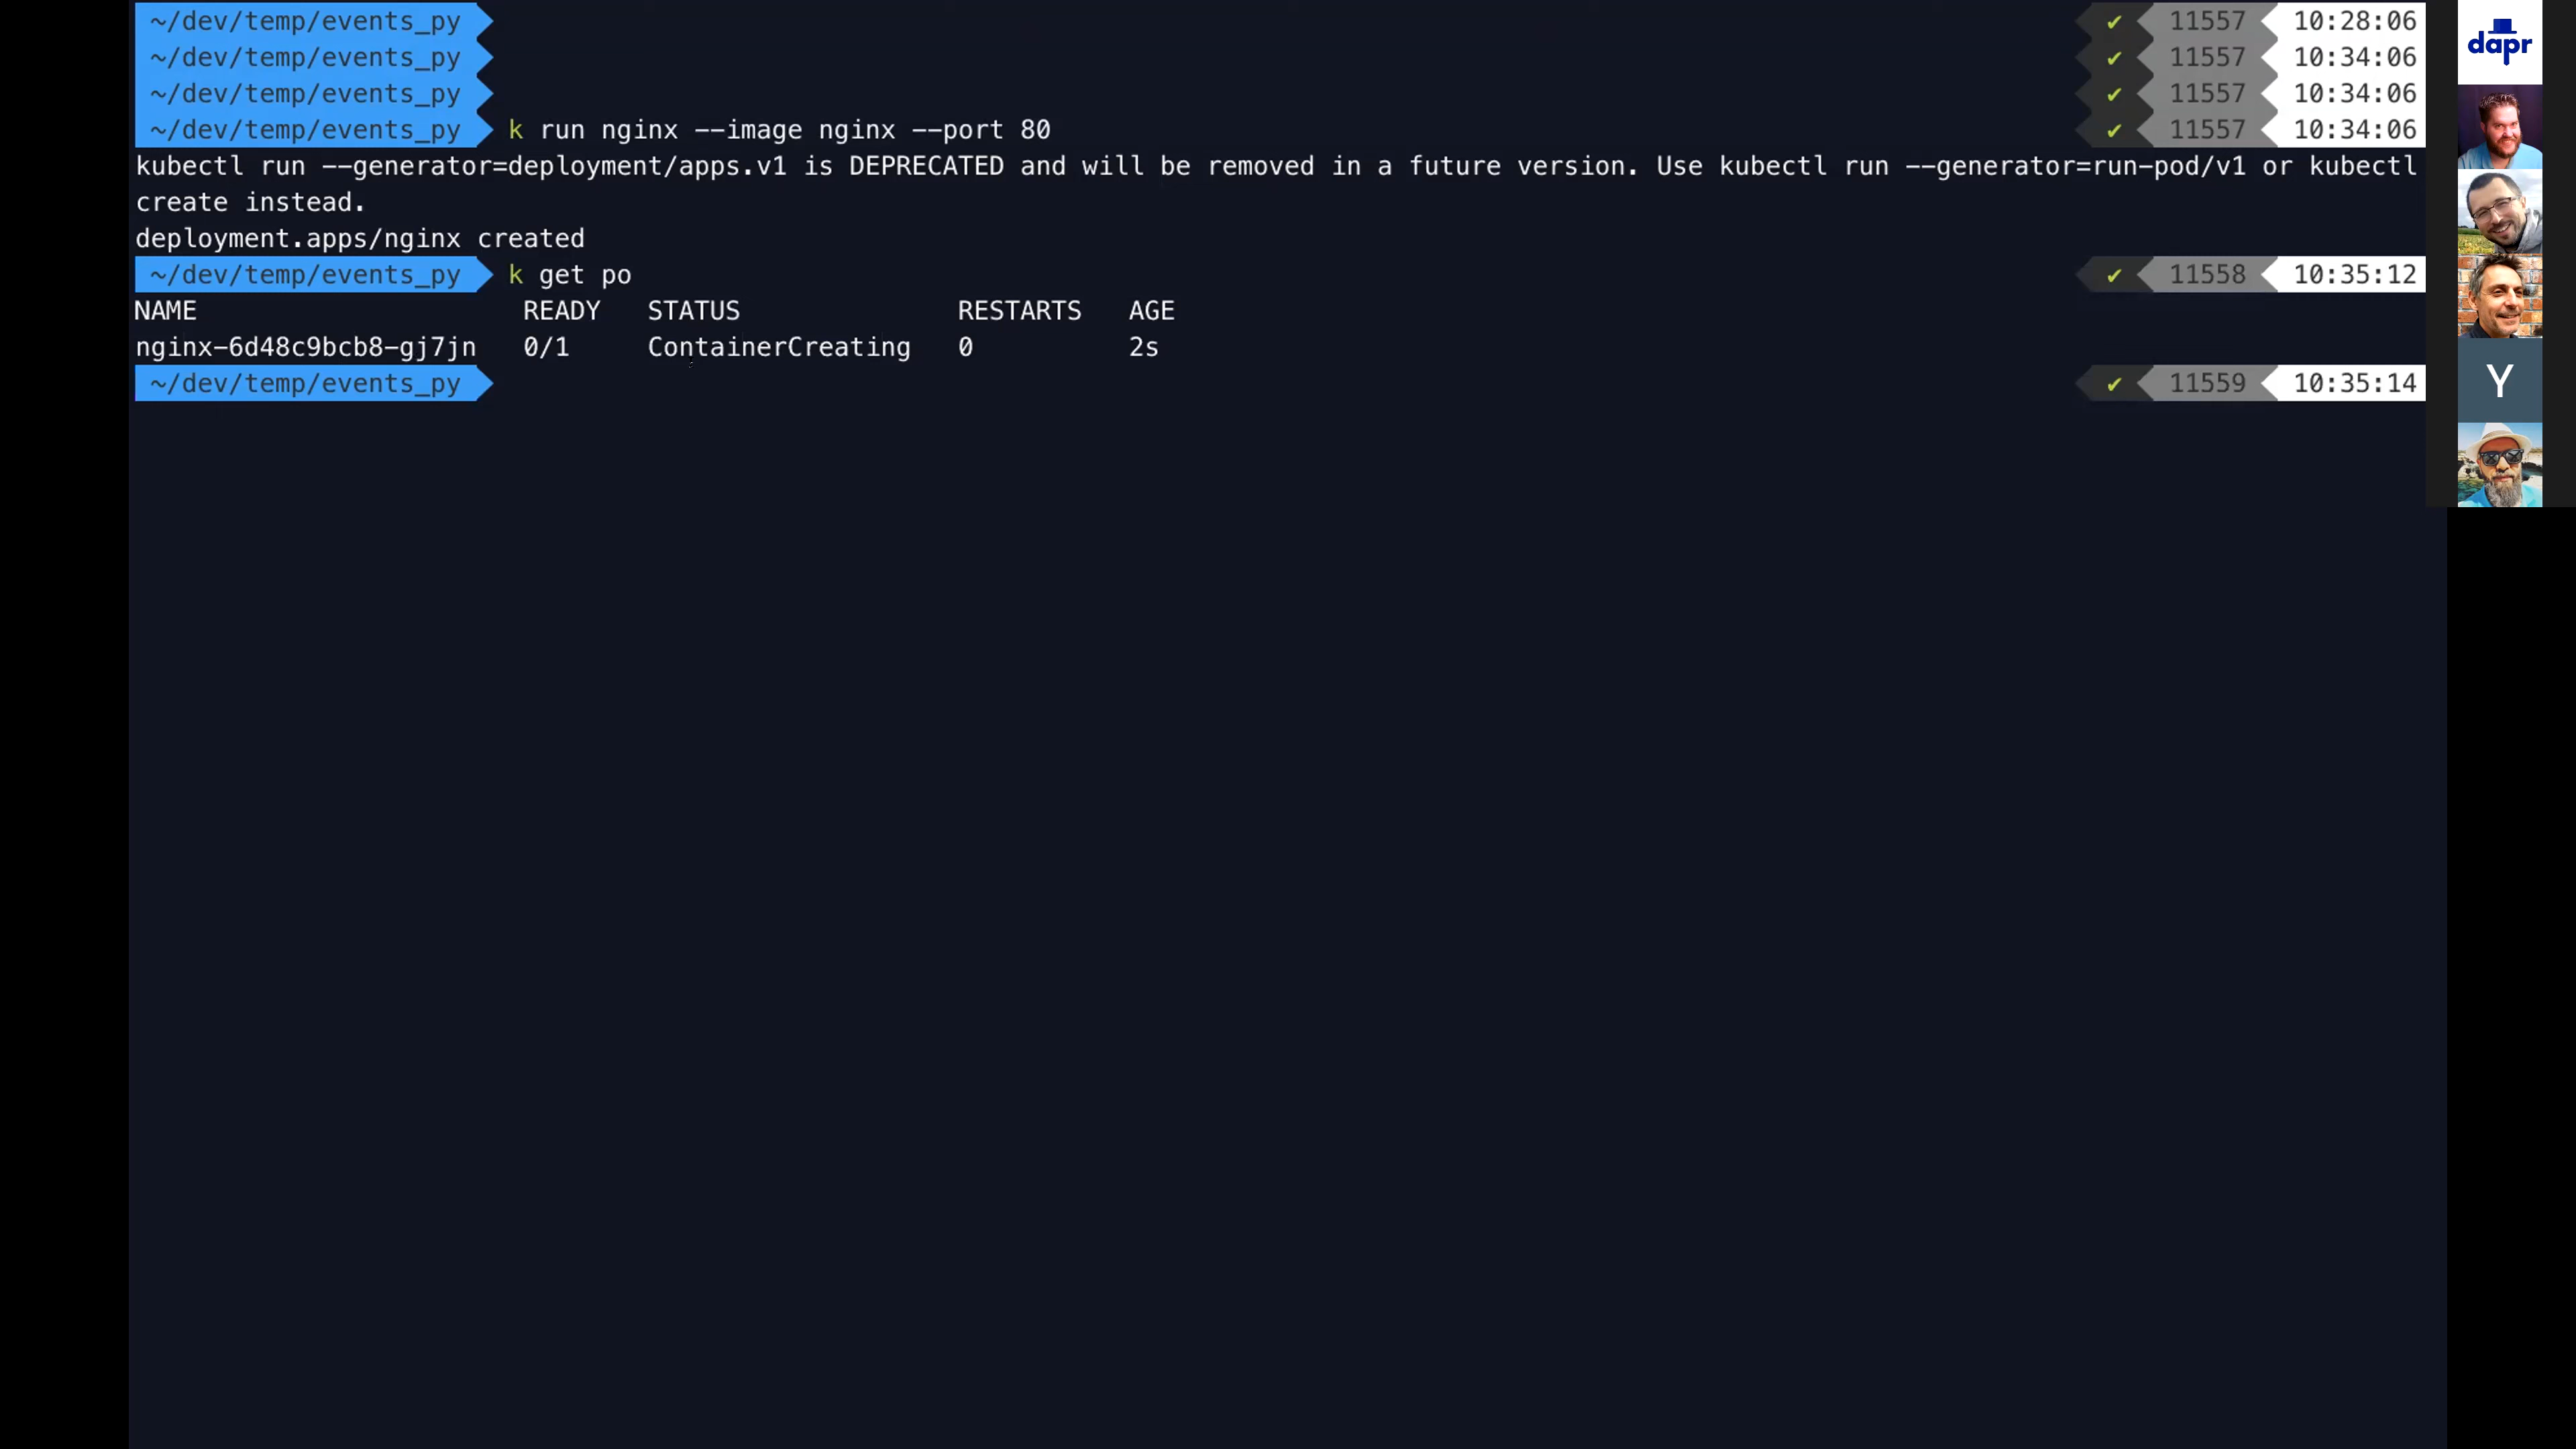 ~/dev/temp/events_py ✔ 11557 10:28:06
dapr
~/dev/temp/events_py ✔ 11557 10:34:06
~/dev/temp/events_py ✔ 11557 10:34:06
~/dev/temp/events_py k run nginx --image nginx --port 80 ✔ 11557 10:34:06
kubectl run --generator=deployment/apps.v1 is DEPRECATED and will be removed in a future version. Use kubectl run --generator=run-pod/v1 or kubectl
create instead.
deployment.apps/nginx created
~/dev/temp/events_py k get po ✔ 11558 10:35:12
NAME READY STATUS RESTARTS AGE
nginx-6d48c9bcb8-gj7jn 0/1 ContainerCreating 0 2s
~/dev/temp/events_py ✔ 11559 10:35:14
Y